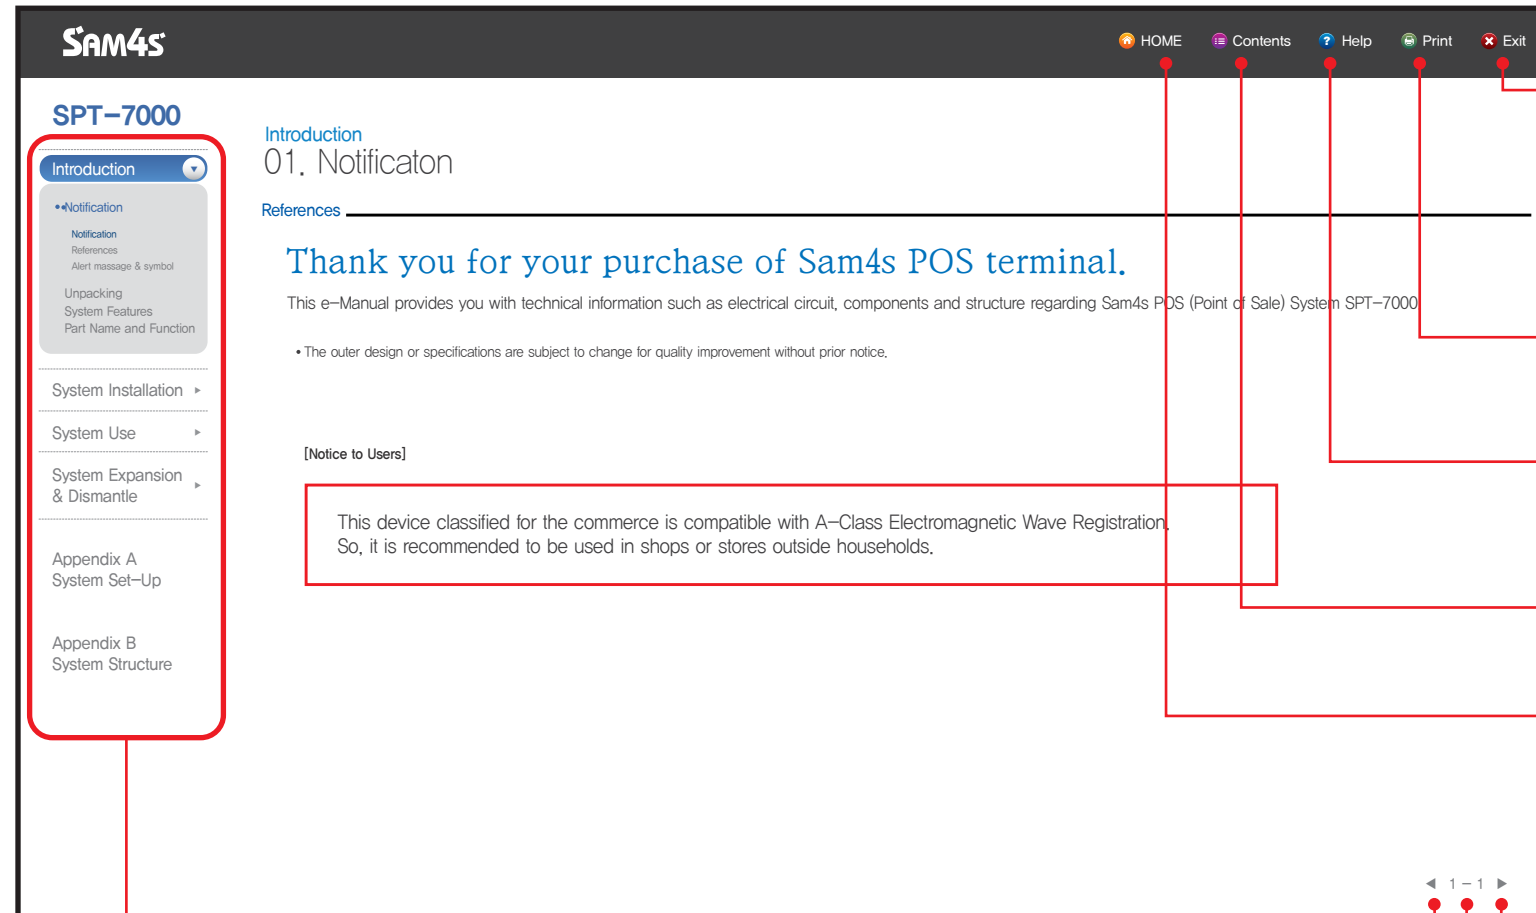 SAM4S
HOME
Contents
Help
Print
Exit
SPT-7000
Introduction
•Notification
Notification
References
Alert massage & symbol
Unpacking
System Features
Part Name and Function
System Installation
System Use
System Expansion
& Dismantle
Appendix A
System Set-Up
Appendix B
System Structure
Introduction
01. Notificaton
References
Thank you for your purchase of Sam4s POS terminal.
This e-Manual provides you with technical information such as electrical circuit, components and structure regarding Sam4s POS (Point of Sale) System SPT-7000
• The outer design or specifications are subject to change for quality improvement without prior notice.
[Notice to Users]
This device classified for the commerce is compatible with A-Class Electromagnetic Wave Registration.
So, it is recommended to be used in shops or stores outside households.
1-1